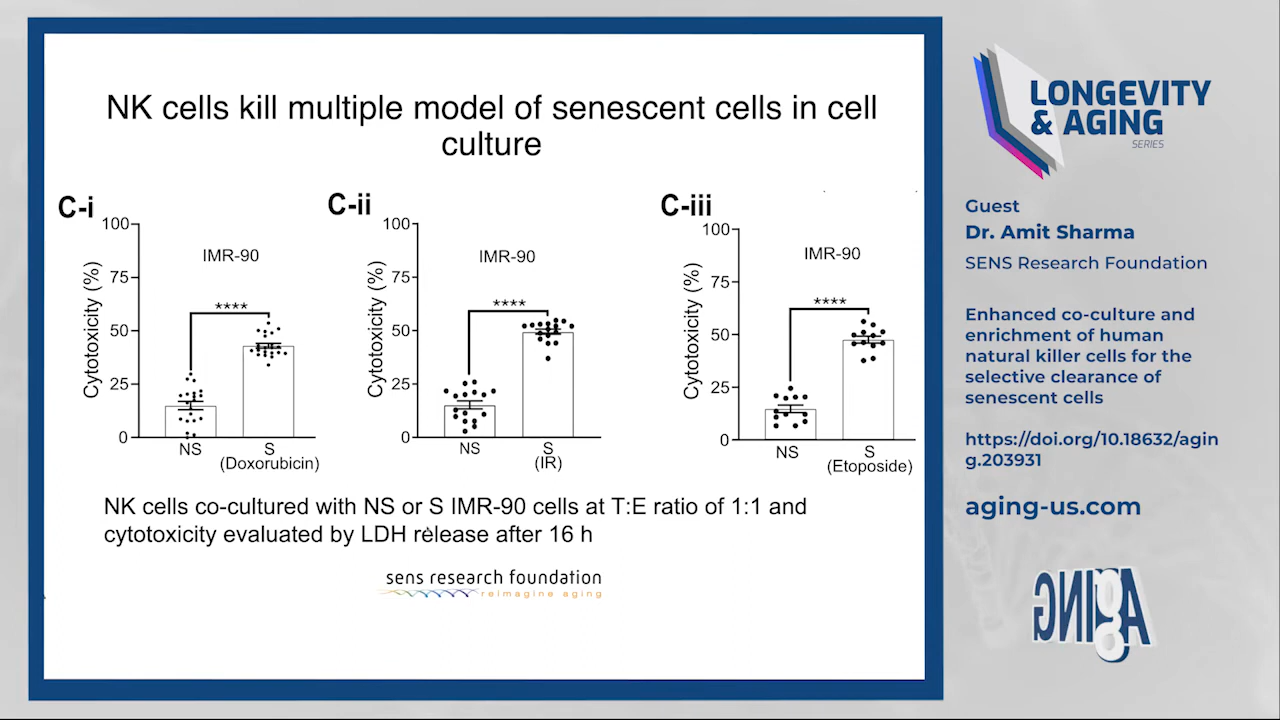 NK cells kill multiple model of senescent cells in cell
culture
C-i
100
75
50
25
0
Cytotoxicity (%)
IMR-90
****
NS
S
(Doxorubicin)
C-ii
100
75
50
25
0
Cytotoxicity (%)
IMR-90
****
NS
S
(IR)
C-iii
100
75
50
25
0
Cytotoxicity (%)
IMR-90
****
NS
S
(Etoposide)
NK cells co-cultured with NS or S IMR-90 cells at T:E ratio of 1:1 and
cytotoxicity evaluated by LDH release after 16 h
sens research foundation
reimagine aging
LONGEVITY
& AGING
SERIES
Guest
Dr. Amit Sharma
SENS Research Foundation
Enhanced co-culture and
enrichment of human
natural killer cells for the
selective clearance of
senescent cells
https://doi.org/10.18632/agin
g.203931
aging-us.com
AGING